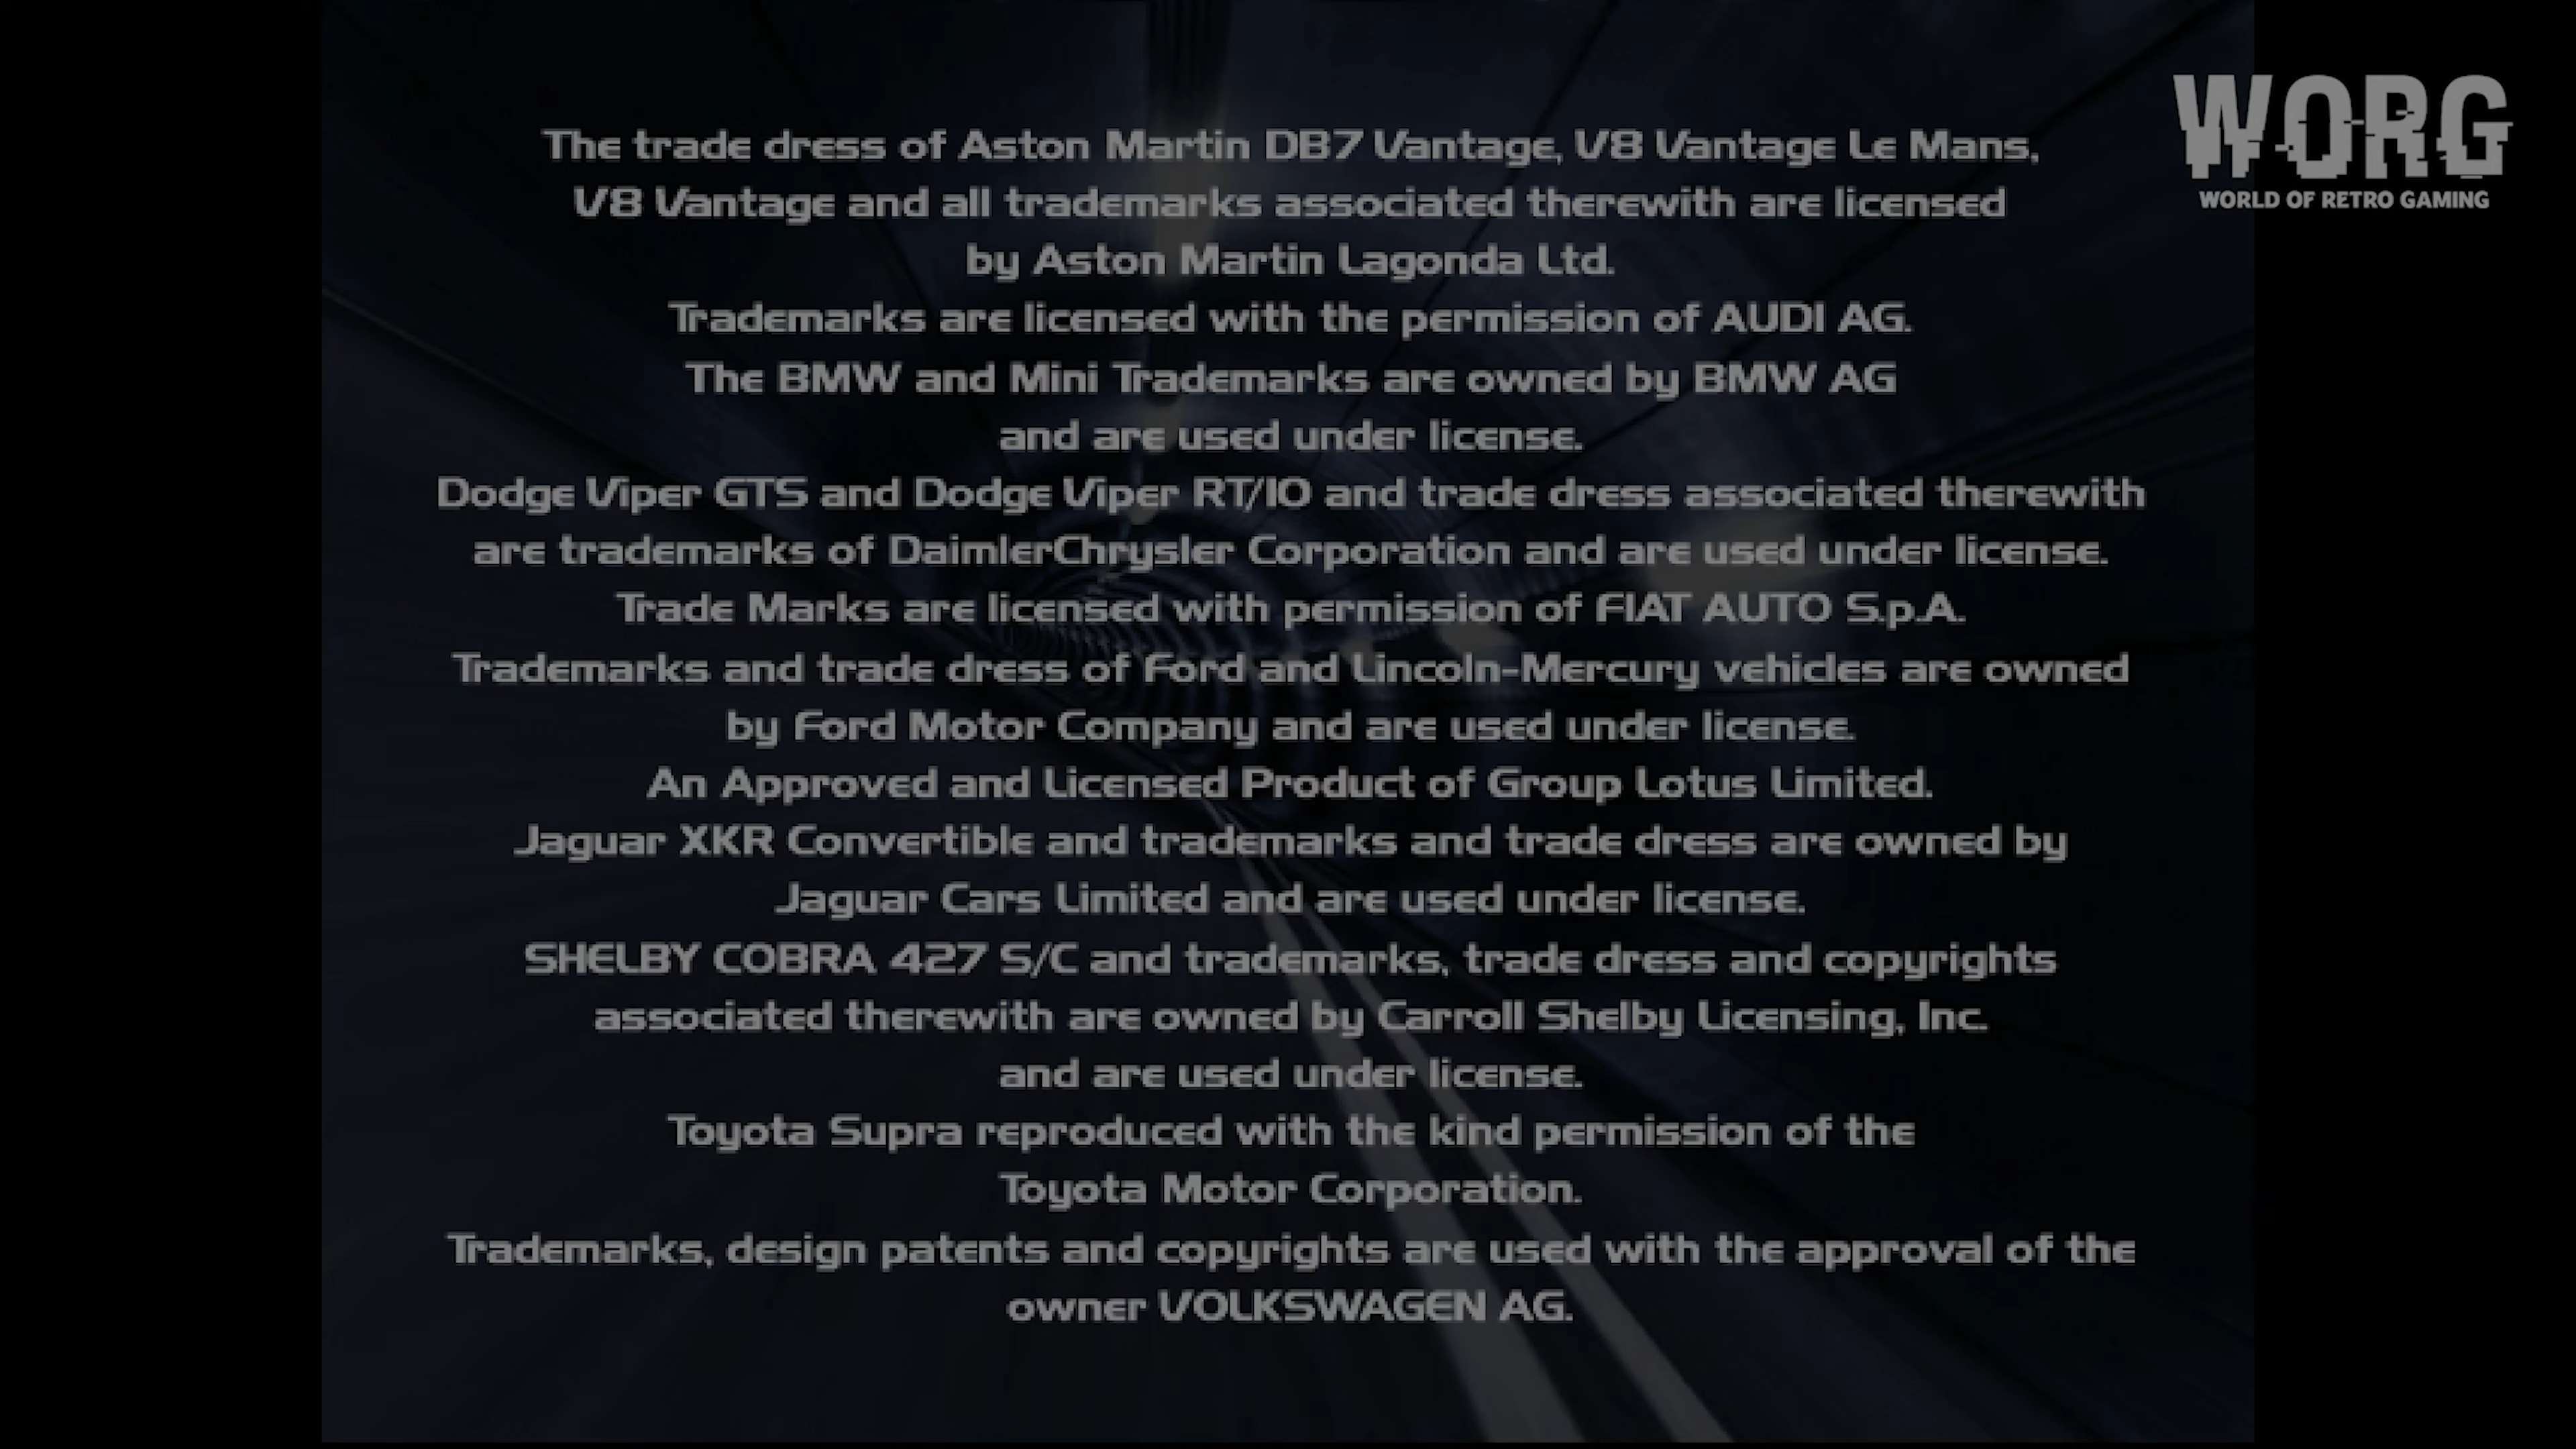 The trade dress of Aston Martin DB7 Vantage, V8 Vantage Le Mans,
V8 Vantage and all trademarks associated therewith are licensed
by Aston Martin Lagonda Ltd.
Trademarks are licensed with the permission of AUDI AG.
The BMW and Mini Trademarks are owned by BMW AG
and are used under license.
Dodge Viper GTS and Dodge Viper RT/10 and trade dress associated therewith
are trademarks of DaimlerChrysler Corporation and are used under license.
Trade Marks are licensed with permission of FIAT AUTO S.p.A.
Trademarks and trade dress of Ford and Lincoln-Mercury vehicles are owned
by Ford Motor Company and are used under license.
An Approved and Licensed Product of Group Lotus Limited.
Jaguar XKR Convertible and trademarks and trade dress are owned by
Jaguar Cars Limited and are used under license.
SHELBY COBRA 427 S/C and trademarks, trade dress and copyrights
associated therewith are owned by Carroll Shelby Licensing, Inc.
and are used under license.
Toyota Supra reproduced with the kind permission of the
Toyota Motor Corporation.
Trademarks, design patents and copyrights are used with the approval of the
owner VOLKSWAGEN AG.
WORG
WORLD OF RETRO GAMING